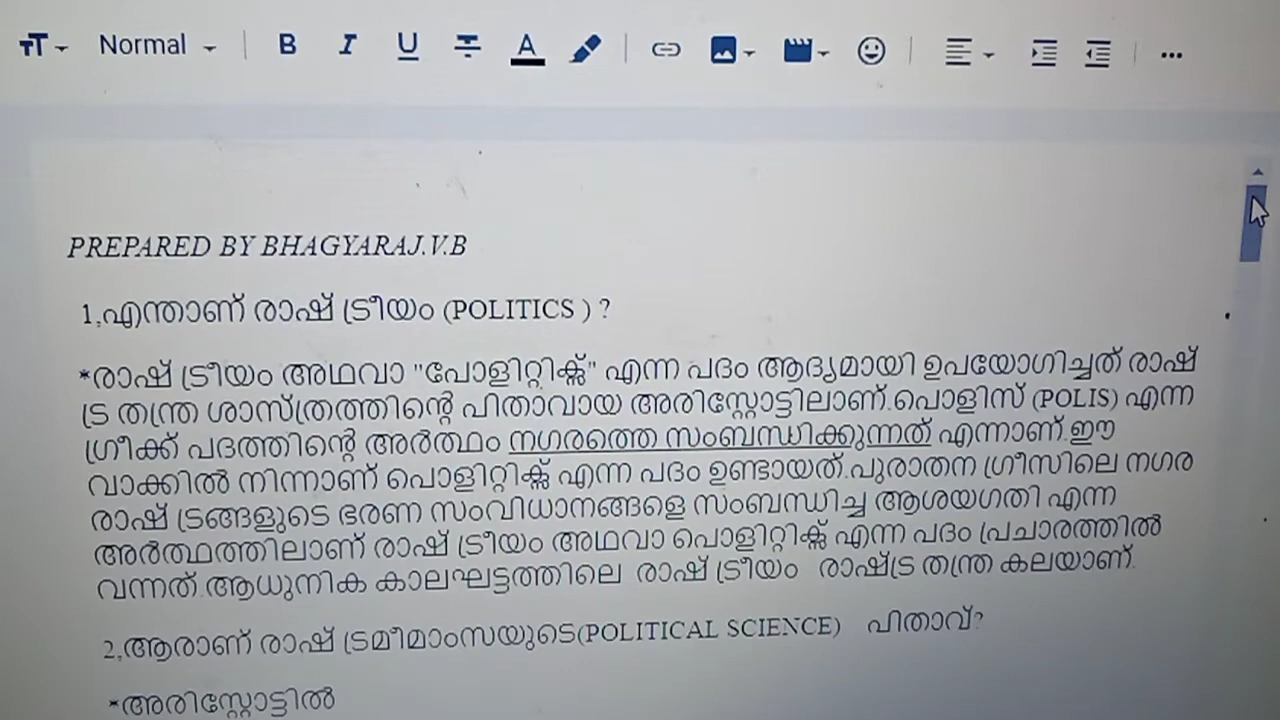 Normal
B I U A
PREPARED BY BHAGYARAJ.V.B
1,എന്താണ് രാഷ് ട്രീയം (POLITICS ) ?
*രാഷ് ട്രീയം അഥവാ "പോളിറ്റിക്സ്" എന്ന പദം ആദ്യമായി ഉപയോഗിച്ചത് രാഷ്
ട്ര തന്ത്ര ശാസ്ത്രത്തിന്റെ പിതാവായ അരിസ്റ്റോട്ടിലാണ്.പൊളിസ് (POLIS) എന്ന
ഗ്രീക്ക് പദത്തിന്റെ അർത്ഥം നഗരത്തെ സംബന്ധിക്കുന്നത് എന്നാണ്.ഈ
വാക്കിൽ നിന്നാണ് പൊളിറ്റിക്സ് എന്ന പദം ഉണ്ടായത്.പുരാതന ഗ്രീസിലെ നഗര
രാഷ് ട്രങ്ങളുടെ ഭരണ സംവിധാനങ്ങളെ സംബന്ധിച്ച ആശയഗതി എന്ന
അർത്ഥത്തിലാണ് രാഷ് ട്രീയം അഥവാ പൊളിറ്റിക്സ് എന്ന പദം പ്രചാരത്തിൽ
വന്നത്.ആധുനിക കാലഘട്ടത്തിലെ രാഷ് ട്രീയം രാഷ്ട്ര തന്ത്ര കലയാണ്.
2,ആരാണ് രാഷ് ട്രമീമാംസയുടെ(POLITICAL SCIENCE) പിതാവ്?
*അരിസ്റ്റോട്ടിൽ